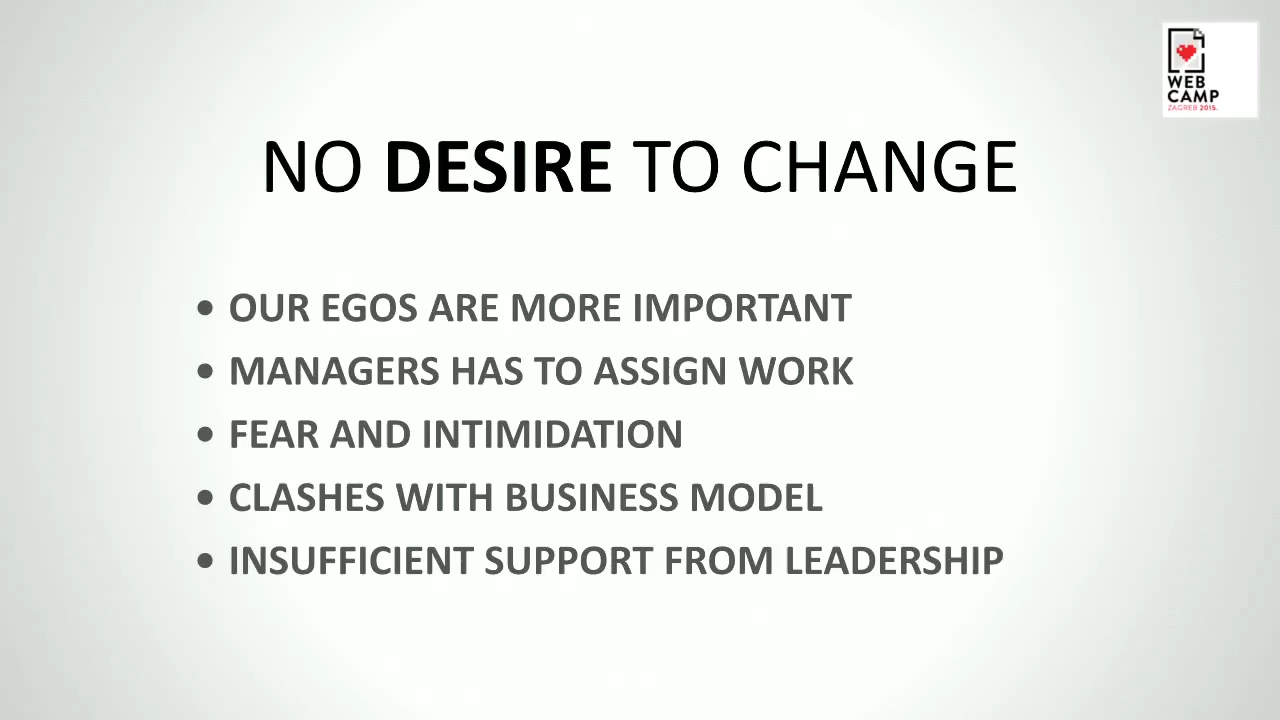 WEB
CAMP
ZAGREB 2015.
NO DESIRE TO CHANGE
• OUR EGOS ARE MORE IMPORTANT
• MANAGERS HAS TO ASSIGN WORK
• FEAR AND INTIMIDATION
• CLASHES WITH BUSINESS MODEL
• INSUFFICIENT SUPPORT FROM LEADERSHIP